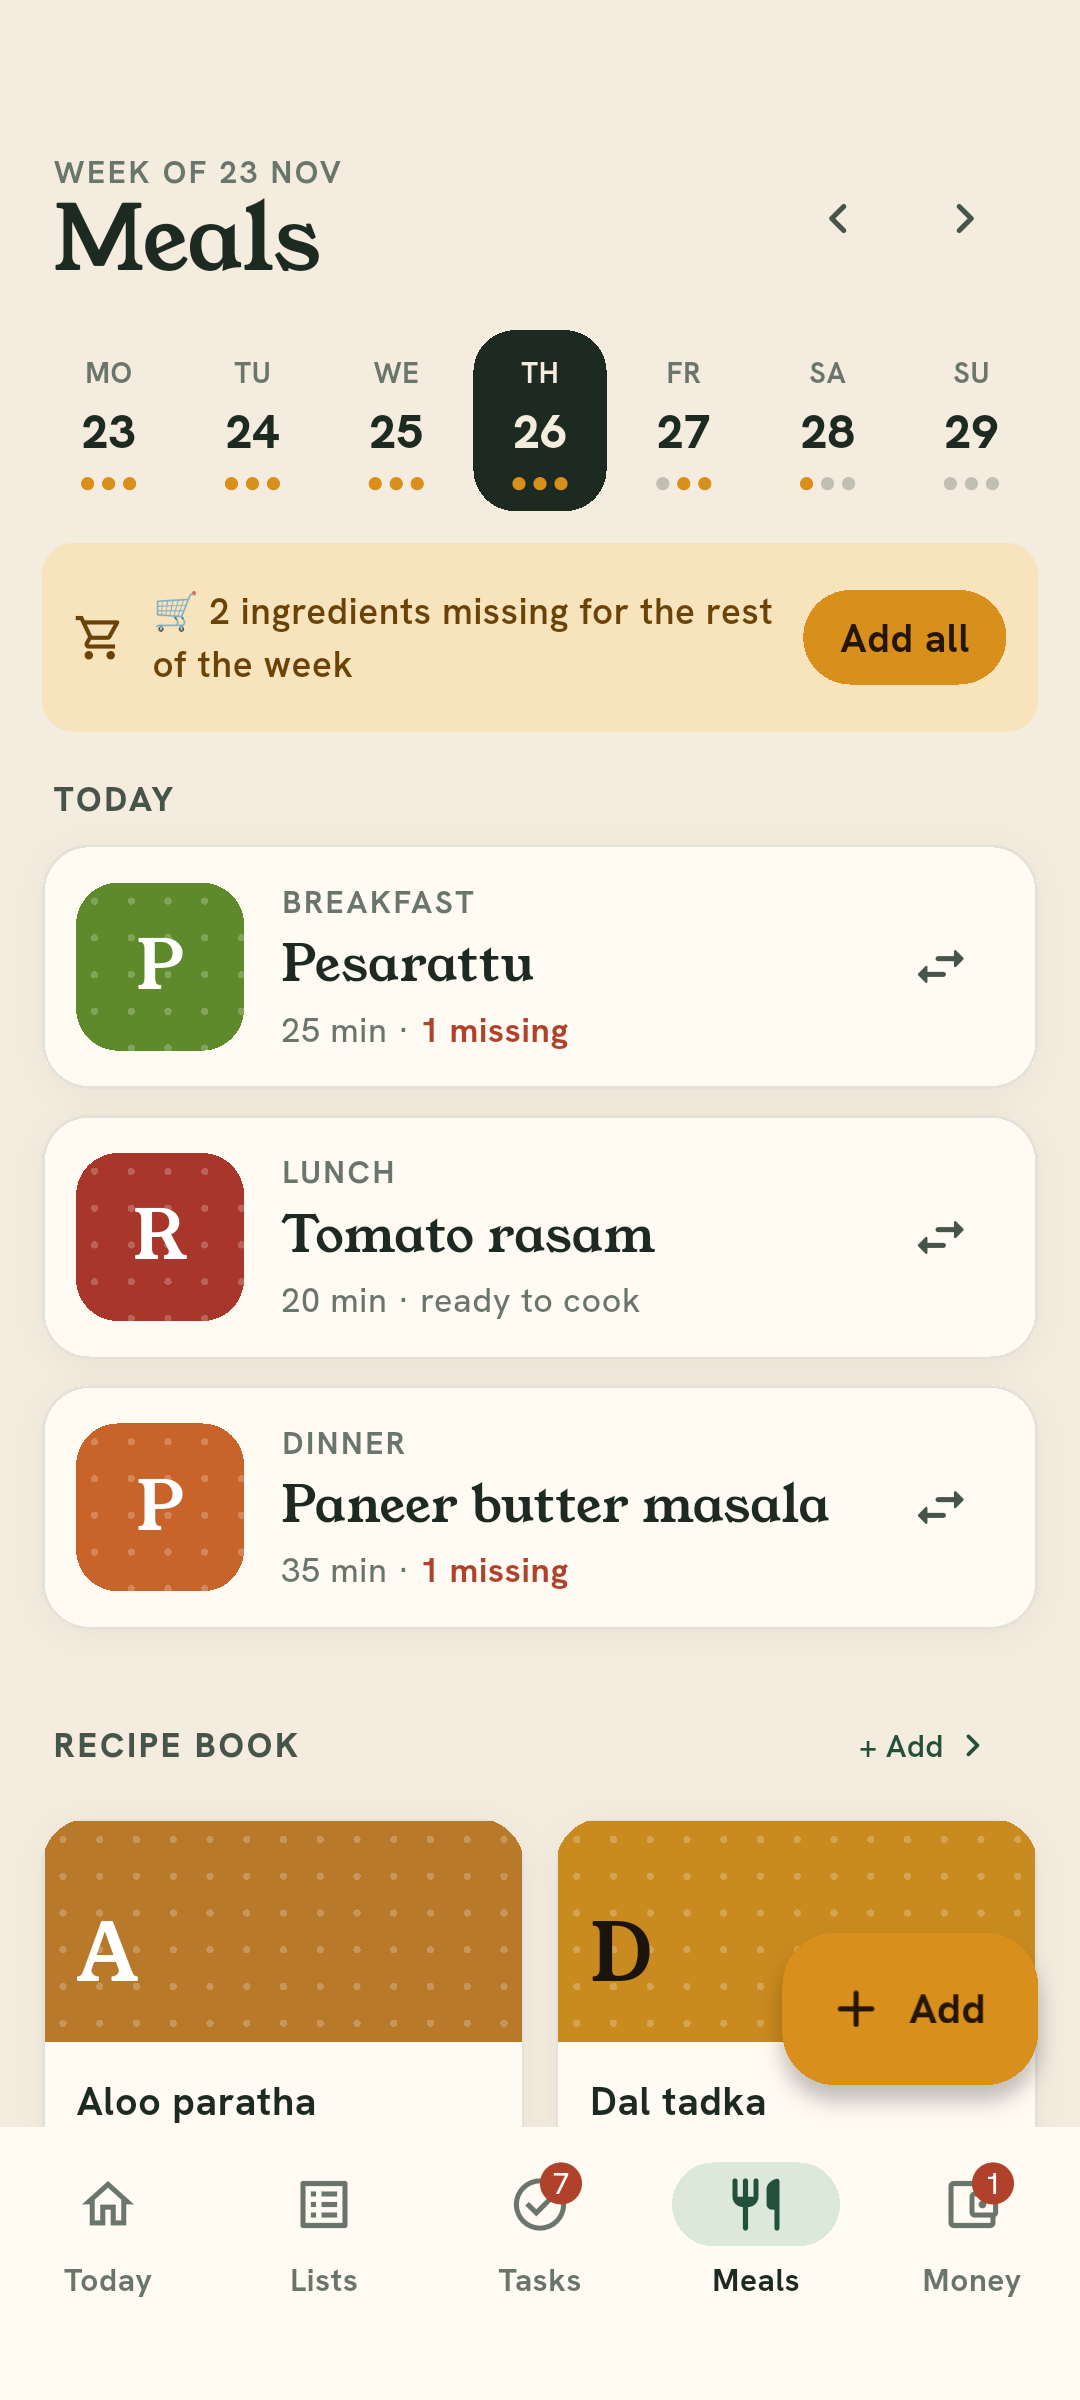 WEEK OF 23 NOV
Meals
MO TU WE TH FR SA SU
23 24 25 26 27 28 29
🛒 2 ingredients missing for the rest
of the week
Add all
TODAY
P
BREAKFAST
Pesarattu
25 min · 1 missing
R
LUNCH
Tomato rasam
20 min · ready to cook
P
DINNER
Paneer butter masala
35 min · 1 missing
RECIPE BOOK
+ Add
A
D
+ Add
Aloo paratha
Dal tadka
7
1
Today Lists Tasks Meals Money